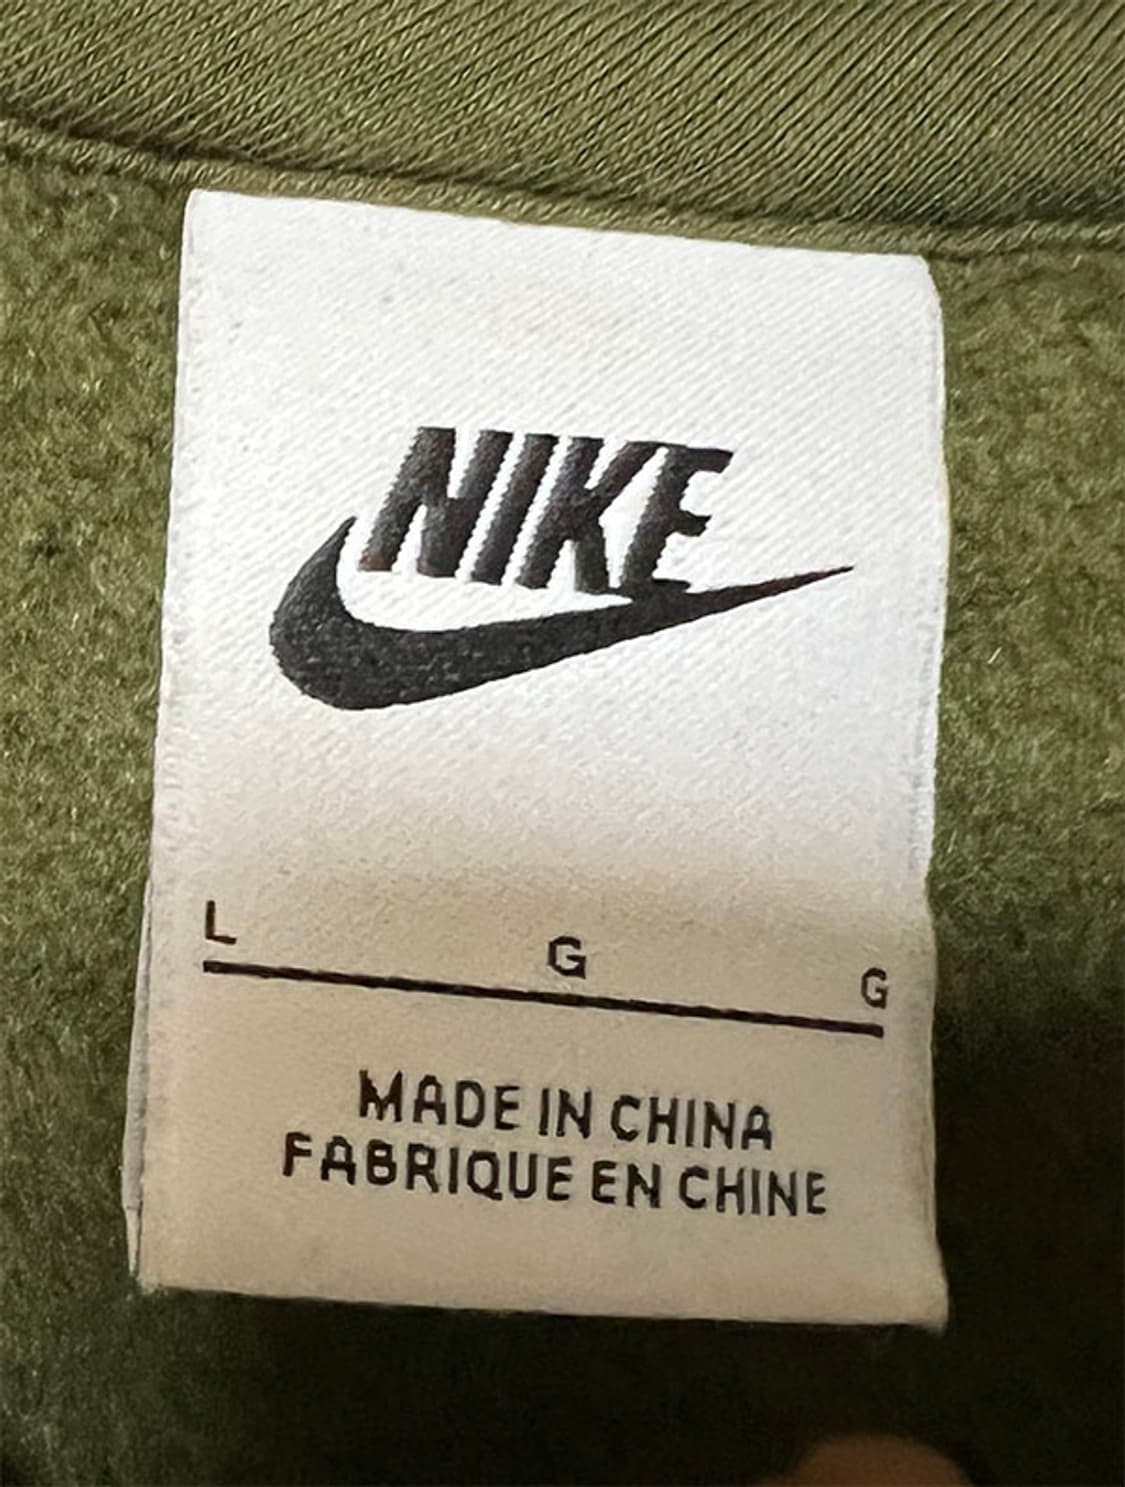 NIKE
L G G
MADE IN CHINA
FABRIQUE EN CHINE